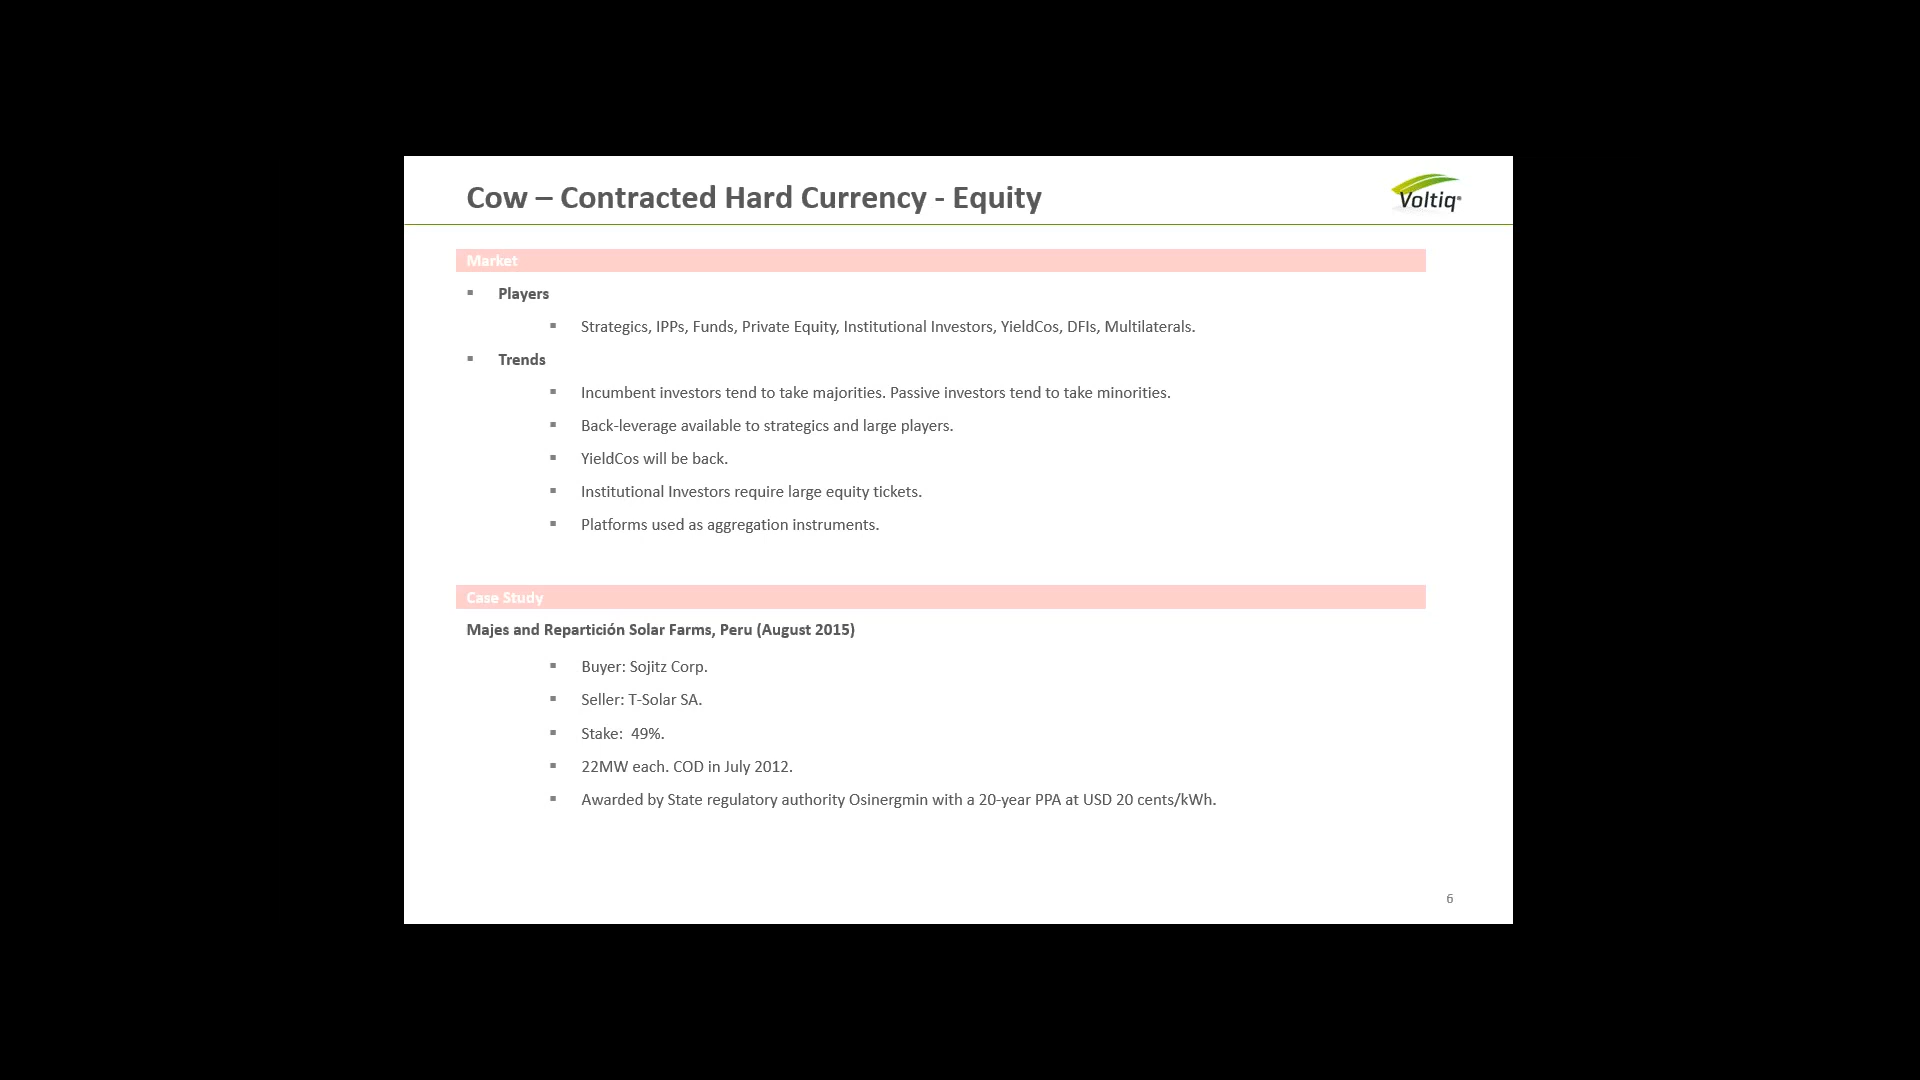 Cow – Contracted Hard Currency - Equity
Voltiq®
Market
▪ Players
▪ Strategics, IPPs, Funds, Private Equity, Institutional Investors, YieldCos, DFIs, Multilaterals.
▪ Trends
▪ Incumbent investors tend to take majorities. Passive investors tend to take minorities.
▪ Back-leverage available to strategics and large players.
▪ YieldCos will be back.
▪ Institutional Investors require large equity tickets.
▪ Platforms used as aggregation instruments.
Case Study
Majes and Repartición Solar Farms, Peru (August 2015)
▪ Buyer: Sojitz Corp.
▪ Seller: T-Solar SA.
▪ Stake:  49%.
▪ 22MW each. COD in July 2012.
▪ Awarded by State regulatory authority Osinergmin with a 20-year PPA at USD 20 cents/kWh.
6